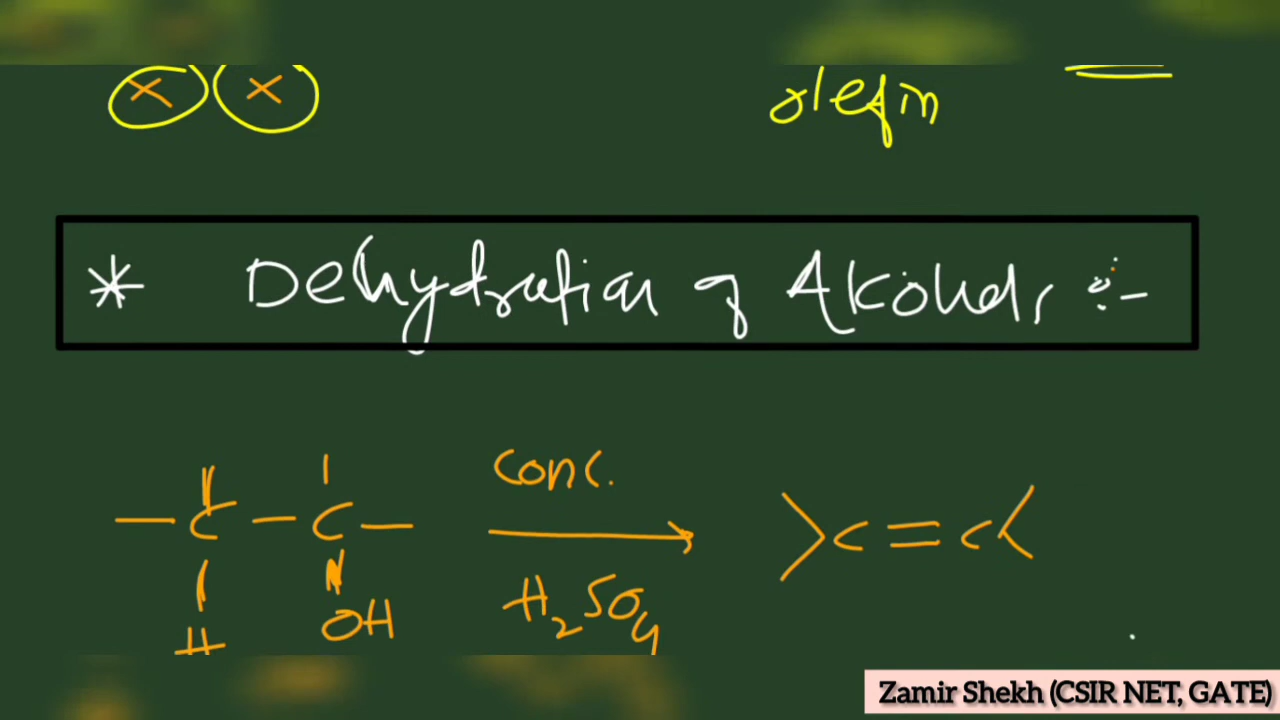 x x olefin
* Dehydration of Alcohols :-
Conc.
- C - C - > C = C <
H OH H2SO4
Zamir Shekh (CSIR NET, GATE)